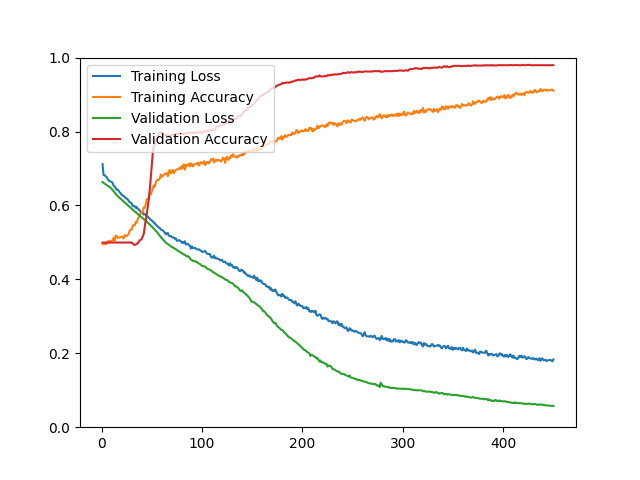 1.0
0.8
0.6
0.4
0.2
0.0
Training Loss
Training Accuracy
Validation Loss
Validation Accuracy
0 100 200 300 400